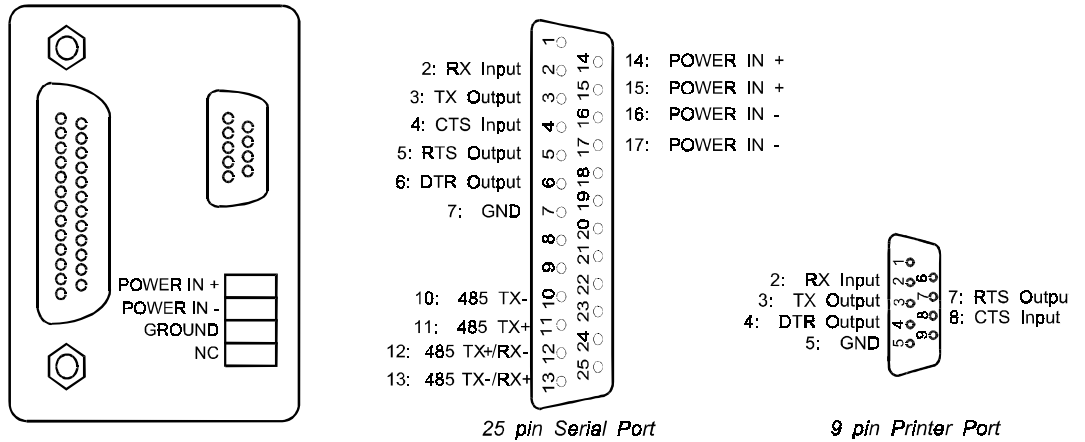 POWER IN +
POWER IN -
GROUND
NC
2: RX Input
3: TX Output
4: CTS Input
5: RTS Output
6: DTR Output
7: GND
10: 485 TX-
11: 485 TX+
12: 485 TX+/RX-
13: 485 TX-/RX+
1
2
3
4
5
6
7
8
9
10
11
12
13
14
15
16
17
18
19
20
21
22
23
24
25
14: POWER IN +
15: POWER IN +
16: POWER IN -
17: POWER IN -
25 pin Serial Port
2: RX Input
3: TX Output
4: DTR Output
5: GND
1
2
3
4
5
6
7
8
9
7: RTS Outpu
8: CTS Input
9 pin Printer Port